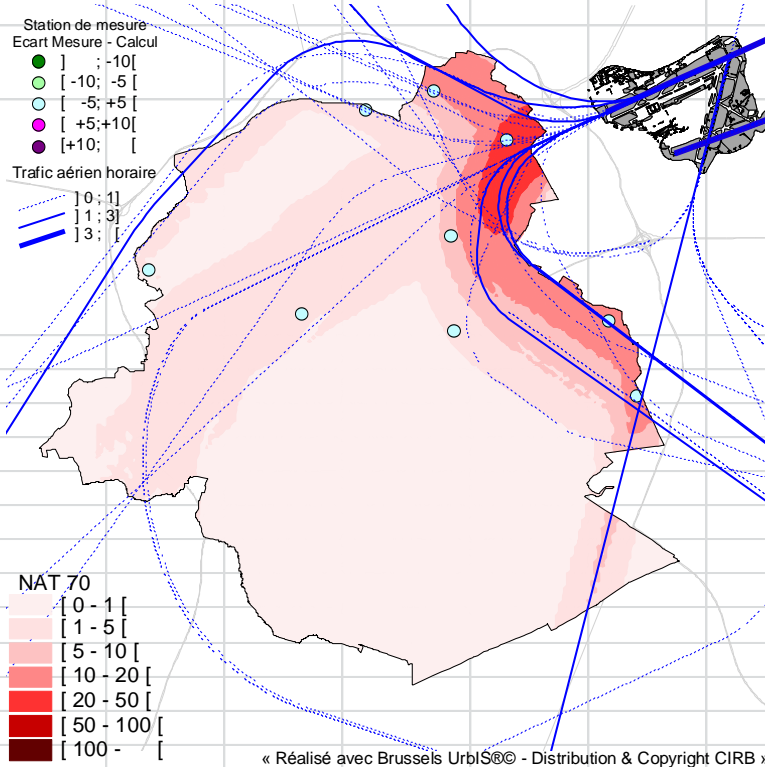 Station de mesure
Ecart Mesure - Calcul
] ; -10[
[ -10; -5 [
[ -5; +5 [
[ +5;+10[
[+10; [
Trafic aérien horaire
] 0 ; 1]
] 1 ; 3]
] 3 ; [
NAT 70
[ 0 - 1 [
[ 1 - 5 [
[ 5 - 10 [
[ 10 - 20 [
[ 20 - 50 [
[ 50 - 100 [
[ 100 - [
« Réalisé avec Brussels UrbIS®© - Distribution & Copyright CIRB »